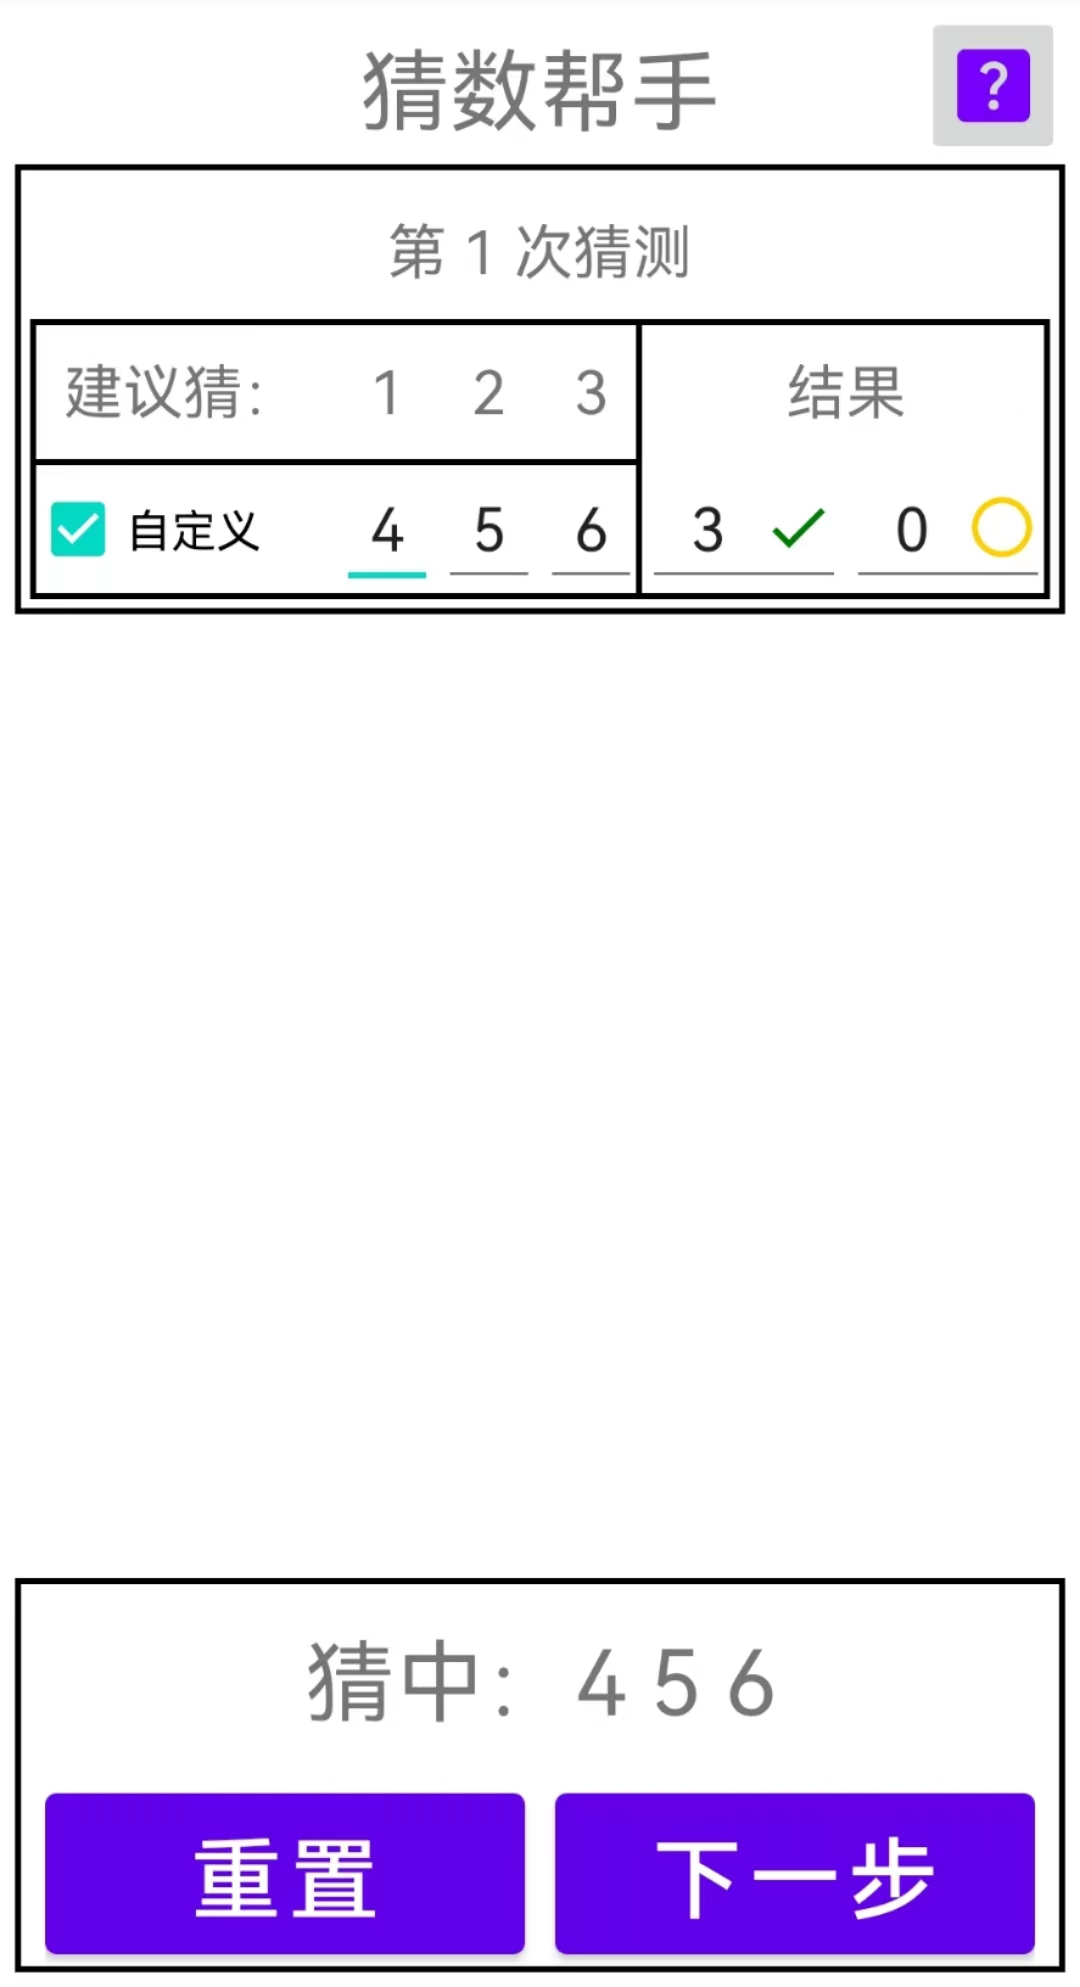 猜数帮手 ?
第 1 次猜测
建议猜: 1 2 3 结果
自定义 4 5 6 3 0
猜中: 4 5 6
重置 下一步